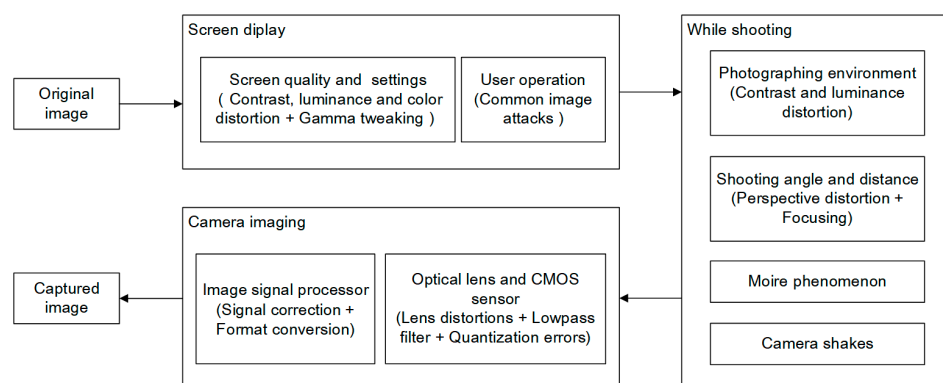 Screen diplay
While shooting
Original
image
Screen quality and settings
( Contrast, luminance and color
distortion + Gamma tweaking )
User operation
(Common image
attacks )
Photographing environment
(Contrast and luminance
distortion)
Shooting angle and distance
(Perspective distortion +
Focusing)
Moire phenomenon
Camera shakes
Camera imaging
Optical lens and CMOS
sensor
(Lens distortions + Lowpass
filter + Quantization errors)
Image signal processor
(Signal correction +
Format conversion)
Captured
image